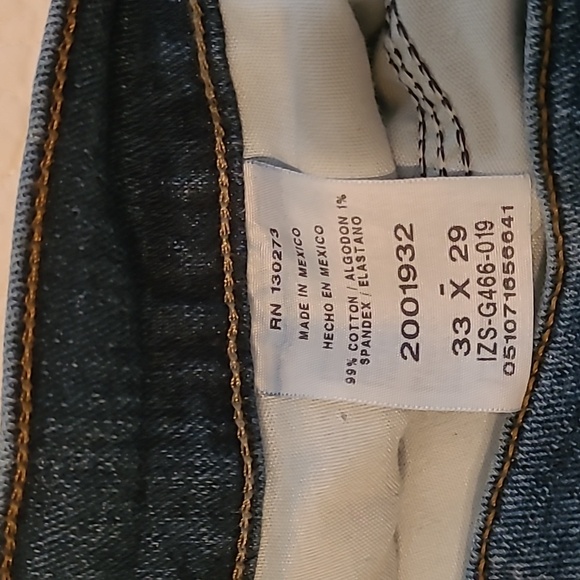 RN 130273
MADE IN MEXICO
HECHO EN MEXICO
99% COTTON / ALGODON 1%
SPANDEX / ELASTANO
2001932
33 X 29
IZS-G466-019
051071656641